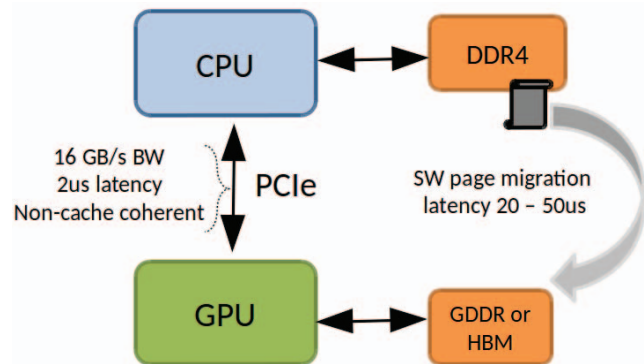 CPU
DDR4
16 GB/s BW
2us latency
Non-cache coherent
PCIe
SW page migration
latency 20 – 50us
GPU
GDDR or
HBM